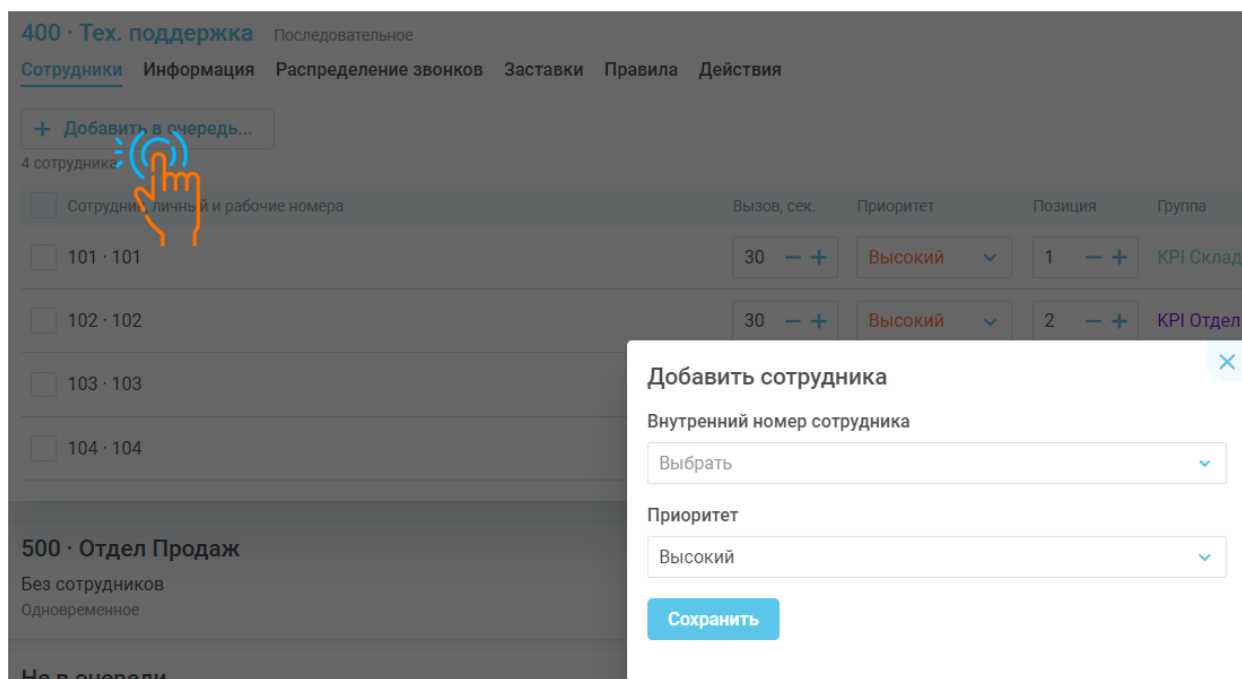 400 · Тех. поддержка Последовательное
Сотрудники Информация Распределение звонков Заставки Правила Действия
+ Добавить в очередь...
4 сотрудника
Сотрудник, личный и рабочие номера Вызов, сек. Приоритет Позиция Группа
101 · 101 30 − + Высокий 1 − + KPI Склад
102 · 102 30 − + Высокий 2 − + KPI Отдел
103 · 103
104 · 104
500 · Отдел Продаж
Без сотрудников
Одновременное
Не в очереди
Добавить сотрудника
Внутренний номер сотрудника
Выбрать
Приоритет
Высокий
Сохранить